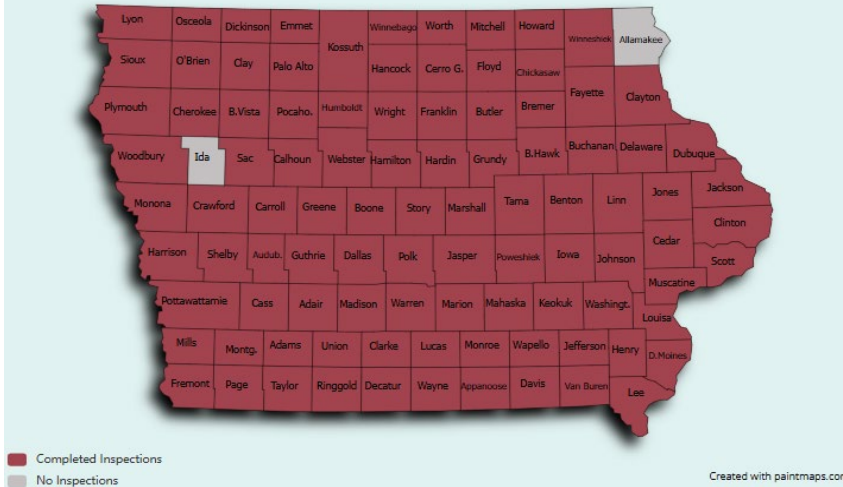 Lyon Osceola Dickinson Emmet Kossuth Winnebago Worth Mitchell Howard Winneshiek Allamakee
Sioux O'Brien Clay Palo Alto Hancock Cerro G. Floyd Chickasaw Fayette Clayton
Plymouth Cherokee B.Vista Pocaho. Humboldt Wright Franklin Butler Bremer
Woodbury Ida Sac Calhoun Webster Hamilton Hardin Grundy B.Hawk Buchanan Delaware Dubuque
Monona Crawford Carroll Greene Boone Story Marshall Tama Benton Linn Jones Jackson
Clinton
Harrison Shelby Audub. Guthrie Dallas Polk Jasper Poweshiek Iowa Johnson Cedar Scott
Muscatine
Pottawattamie Cass Adair Madison Warren Marion Mahaska Keokuk Washingt. Louisa
Mills Montg. Adams Union Clarke Lucas Monroe Wapello Jefferson Henry D.Moines
Fremont Page Taylor Ringgold Decatur Wayne Appanoose Davis Van Buren Lee
Completed Inspections
No Inspections
Created with paintmaps.com